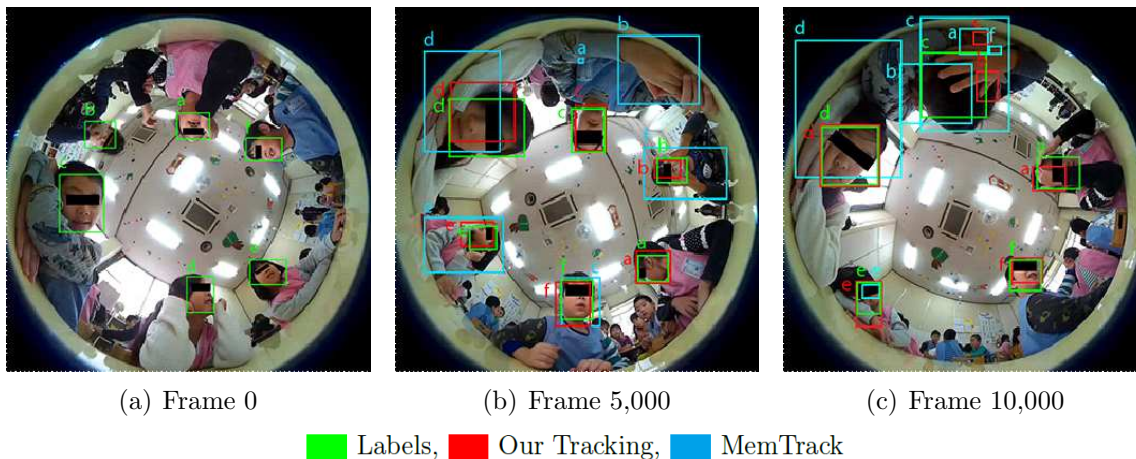 a
d
b
a
d
d
c
b
b
a
f
c
c
a
f
c
b
d
a
e
e
f
(a) Frame 0
(b) Frame 5,000
(c) Frame 10,000
Labels, Our Tracking, MemTrack